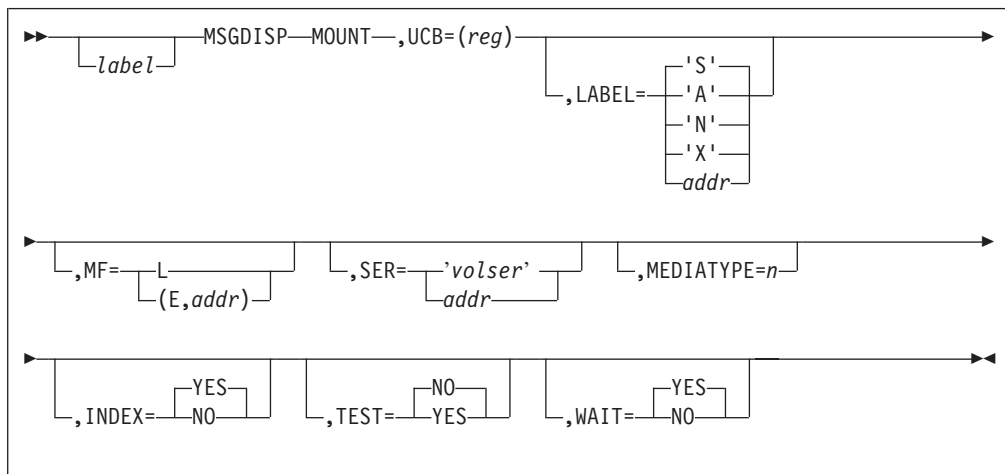 MSGDISP MOUNT ,UCB=(reg)
label
,LABEL= 'S'
'A'
'N'
'X'
addr
,MF= L
(E,addr)
,SER= 'volser'
addr
,MEDIATYPE=n
,INDEX= YES
NO
,TEST= NO
YES
,WAIT= YES
NO